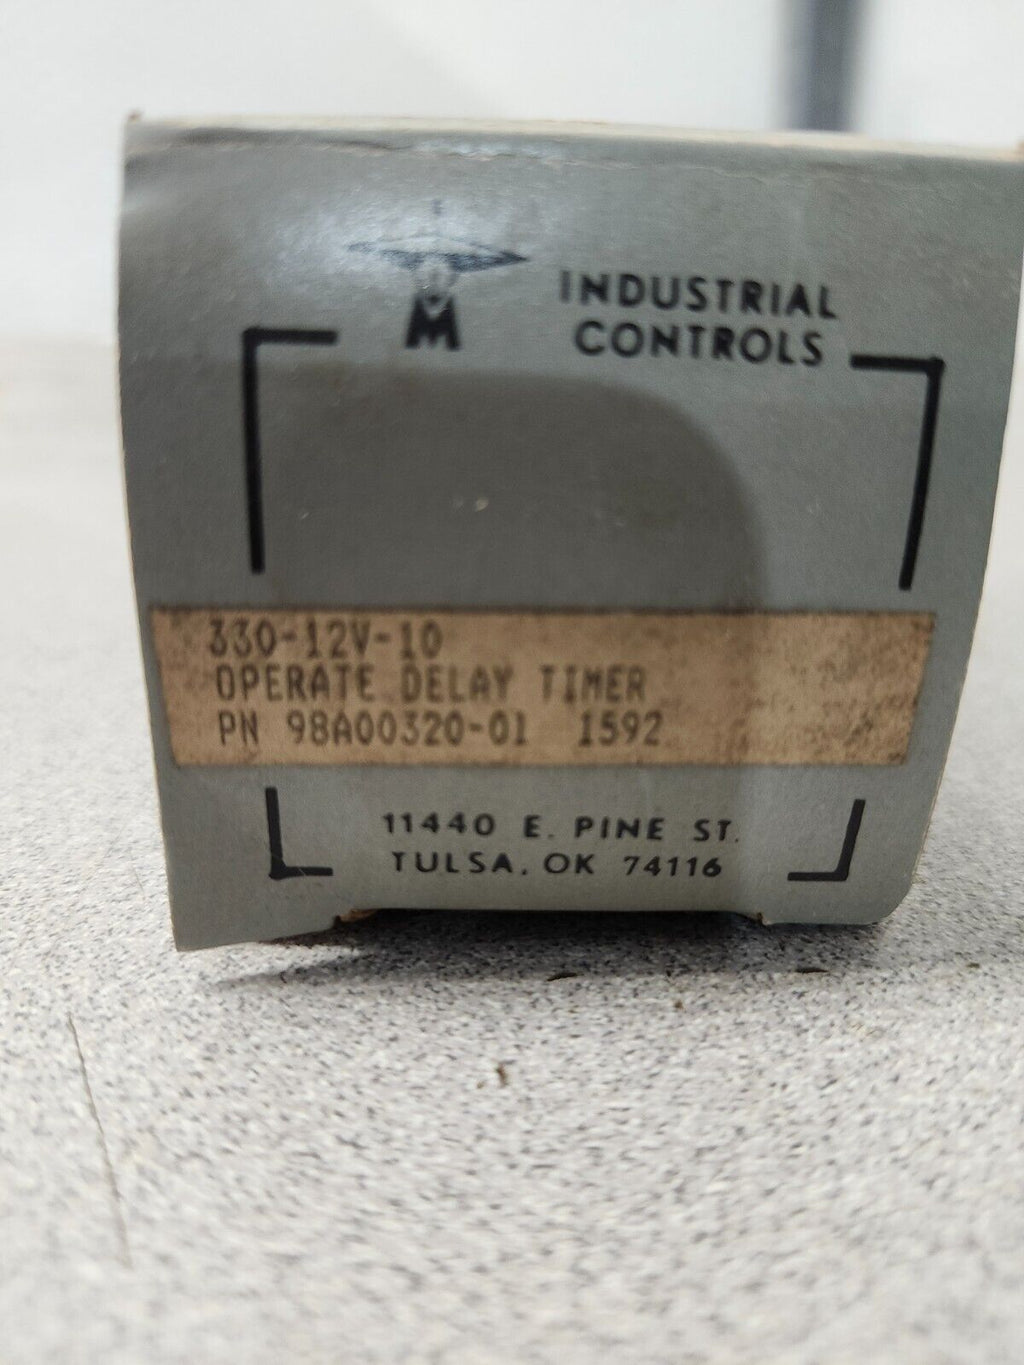 M
INDUSTRIAL
CONTROLS
330-12V-10
OPERATE DELAY TIMER
PN 98A00320-01 1592
11440 E. PINE ST.
TULSA, OK 74116